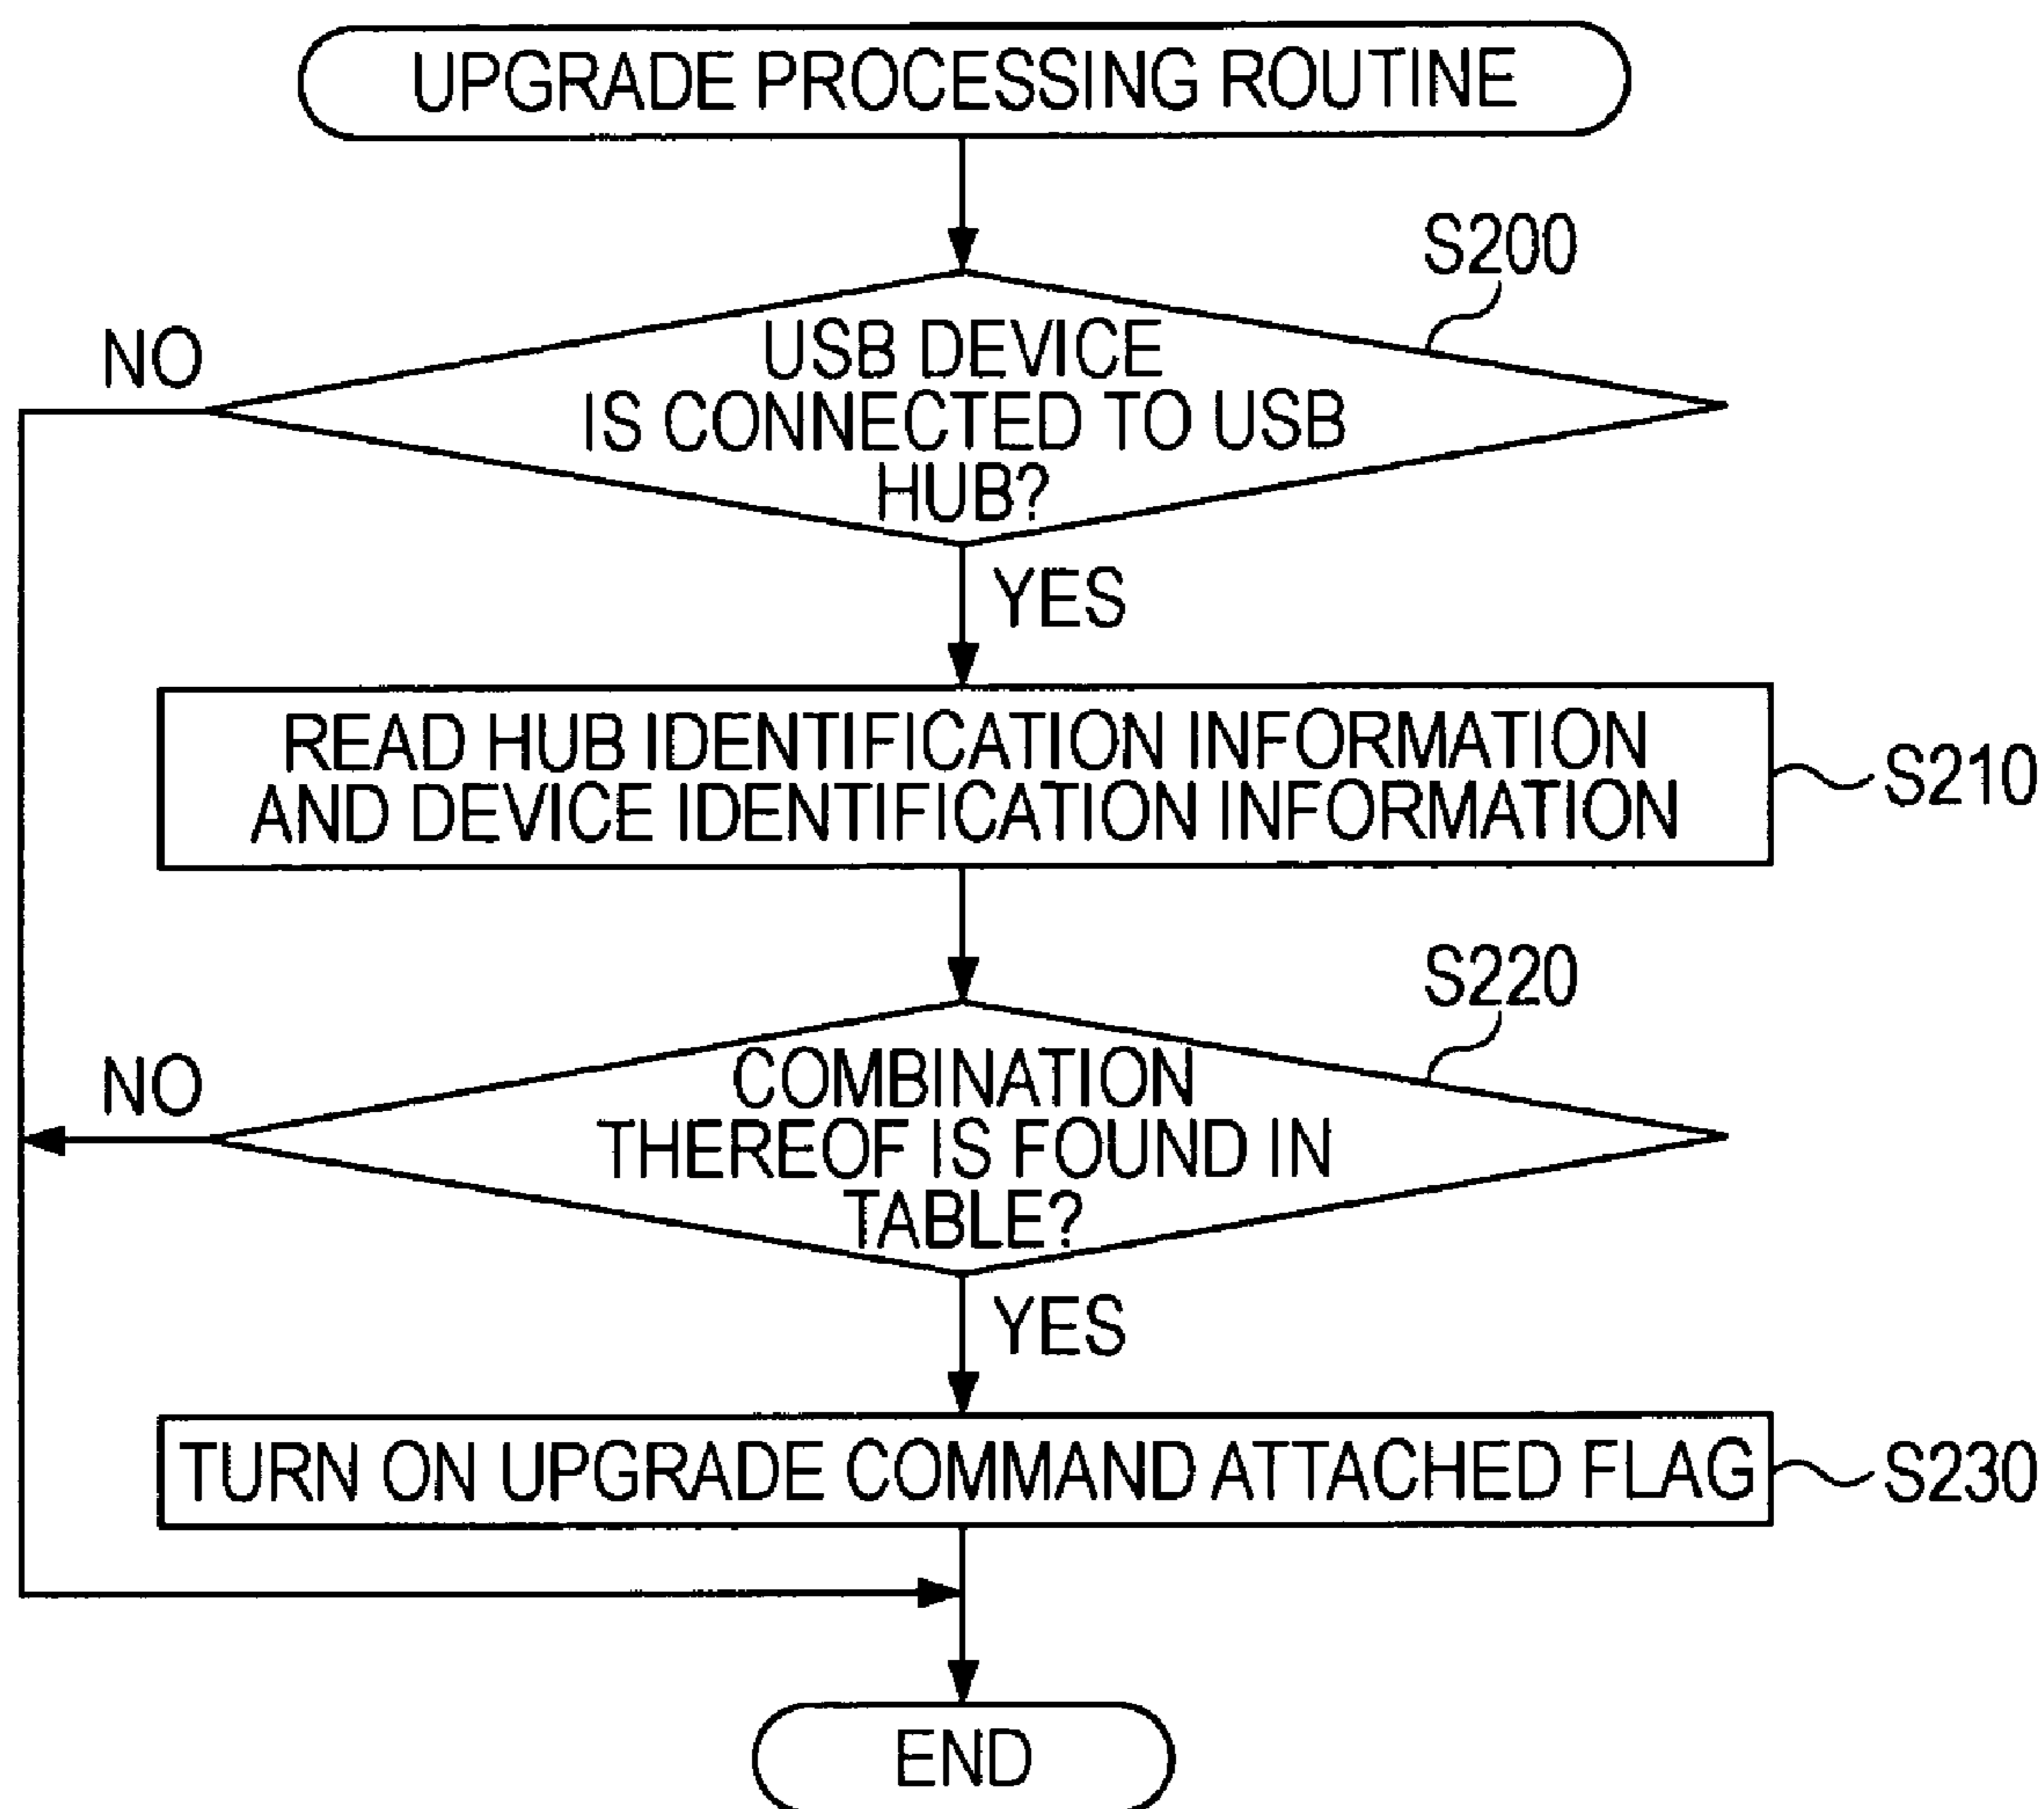 UPGRADE PROCESSING ROUTINE
S200
NO
USB DEVICE
IS CONNECTED TO USB
HUB?
YES
READ HUB IDENTIFICATION INFORMATION
AND DEVICE IDENTIFICATION INFORMATION
S210
S220
NO
COMBINATION
THEREOF IS FOUND IN
TABLE?
YES
TURN ON UPGRADE COMMAND ATTACHED FLAG
S230
END